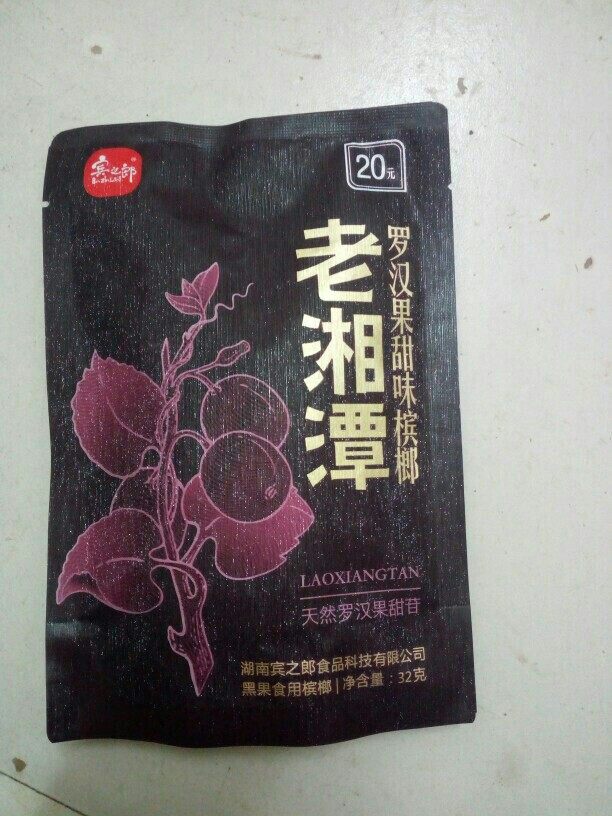 宾之郎®
20元
老湘潭
罗汉果甜味槟榔
LAOXIANGTAN
天然罗汉果甜苷
湖南宾之郎食品科技有限公司
黑果食用槟榔|净含量:32克